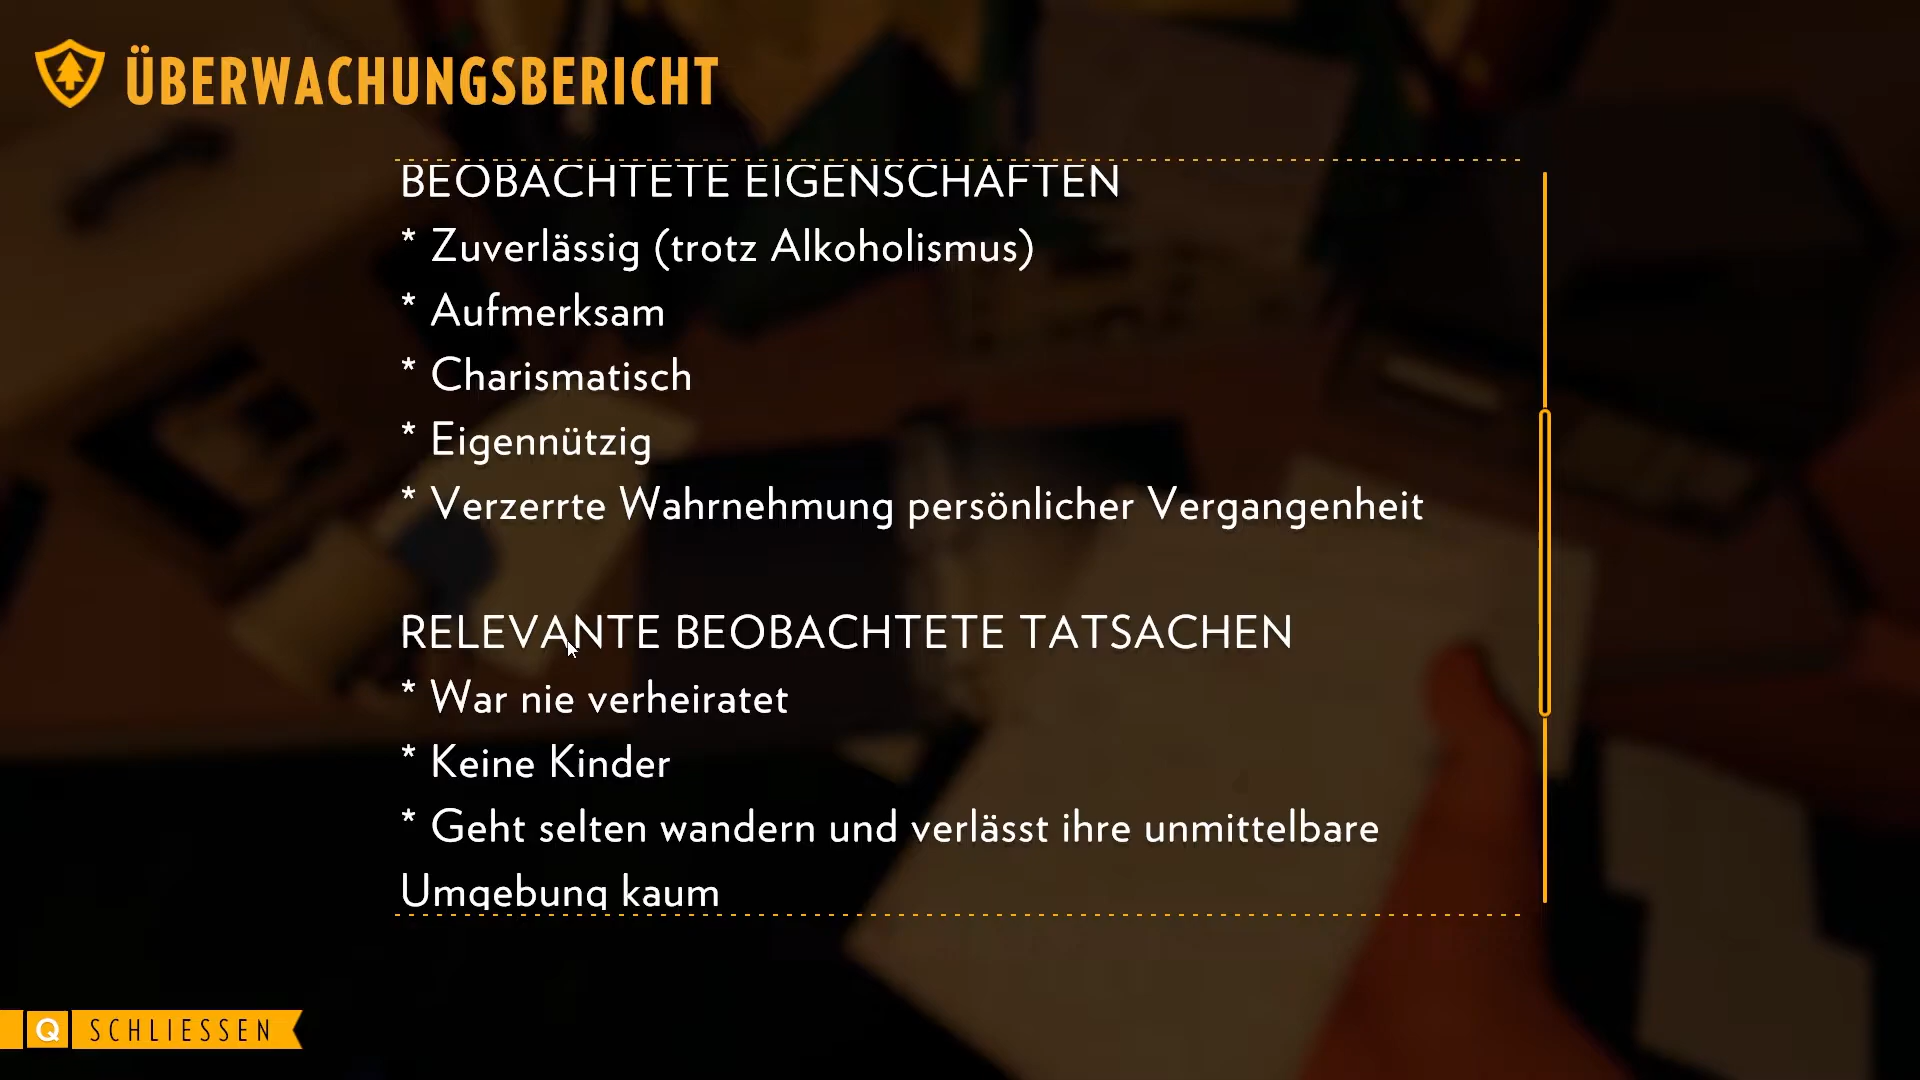 ÜBERWACHUNGSBERICHT
BEOBACHTETE EIGENSCHAFTEN
* Zuverlässig (trotz Alkoholismus)
* Aufmerksam
* Charismatisch
* Eigennützig
* Verzerrte Wahrnehmung persönlicher Vergangenheit
RELEVANTE BEOBACHTETE TATSACHEN
* War nie verheiratet
* Keine Kinder
* Geht selten wandern und verlässt ihre unmittelbare
Umgebung kaum
Q SCHLIESSEN